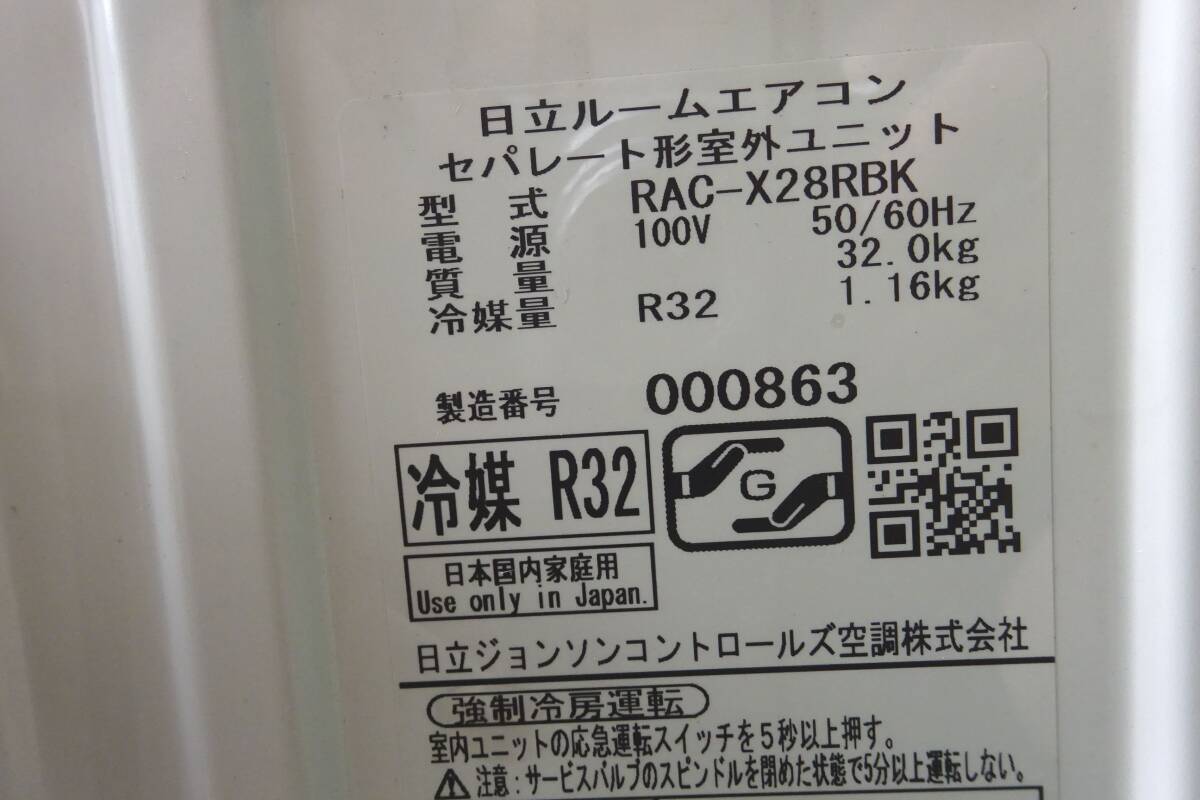 日立ルームエアコン
セパレート形室外ユニット
型式 RAC-X28RBK
電源 100V 50/60Hz
質量 32.0kg
冷媒量 R32 1.16kg
製造番号 000863
冷媒 R32
G
日本国内家庭用
Use only in Japan.
日立ジョンソンコントロールズ空調株式会社
強制冷房運転
室内ユニットの応急運転スイッチを5秒以上押す。
注意:サービスバルブのスピンドルを閉めた状態で5分以上運転しない。